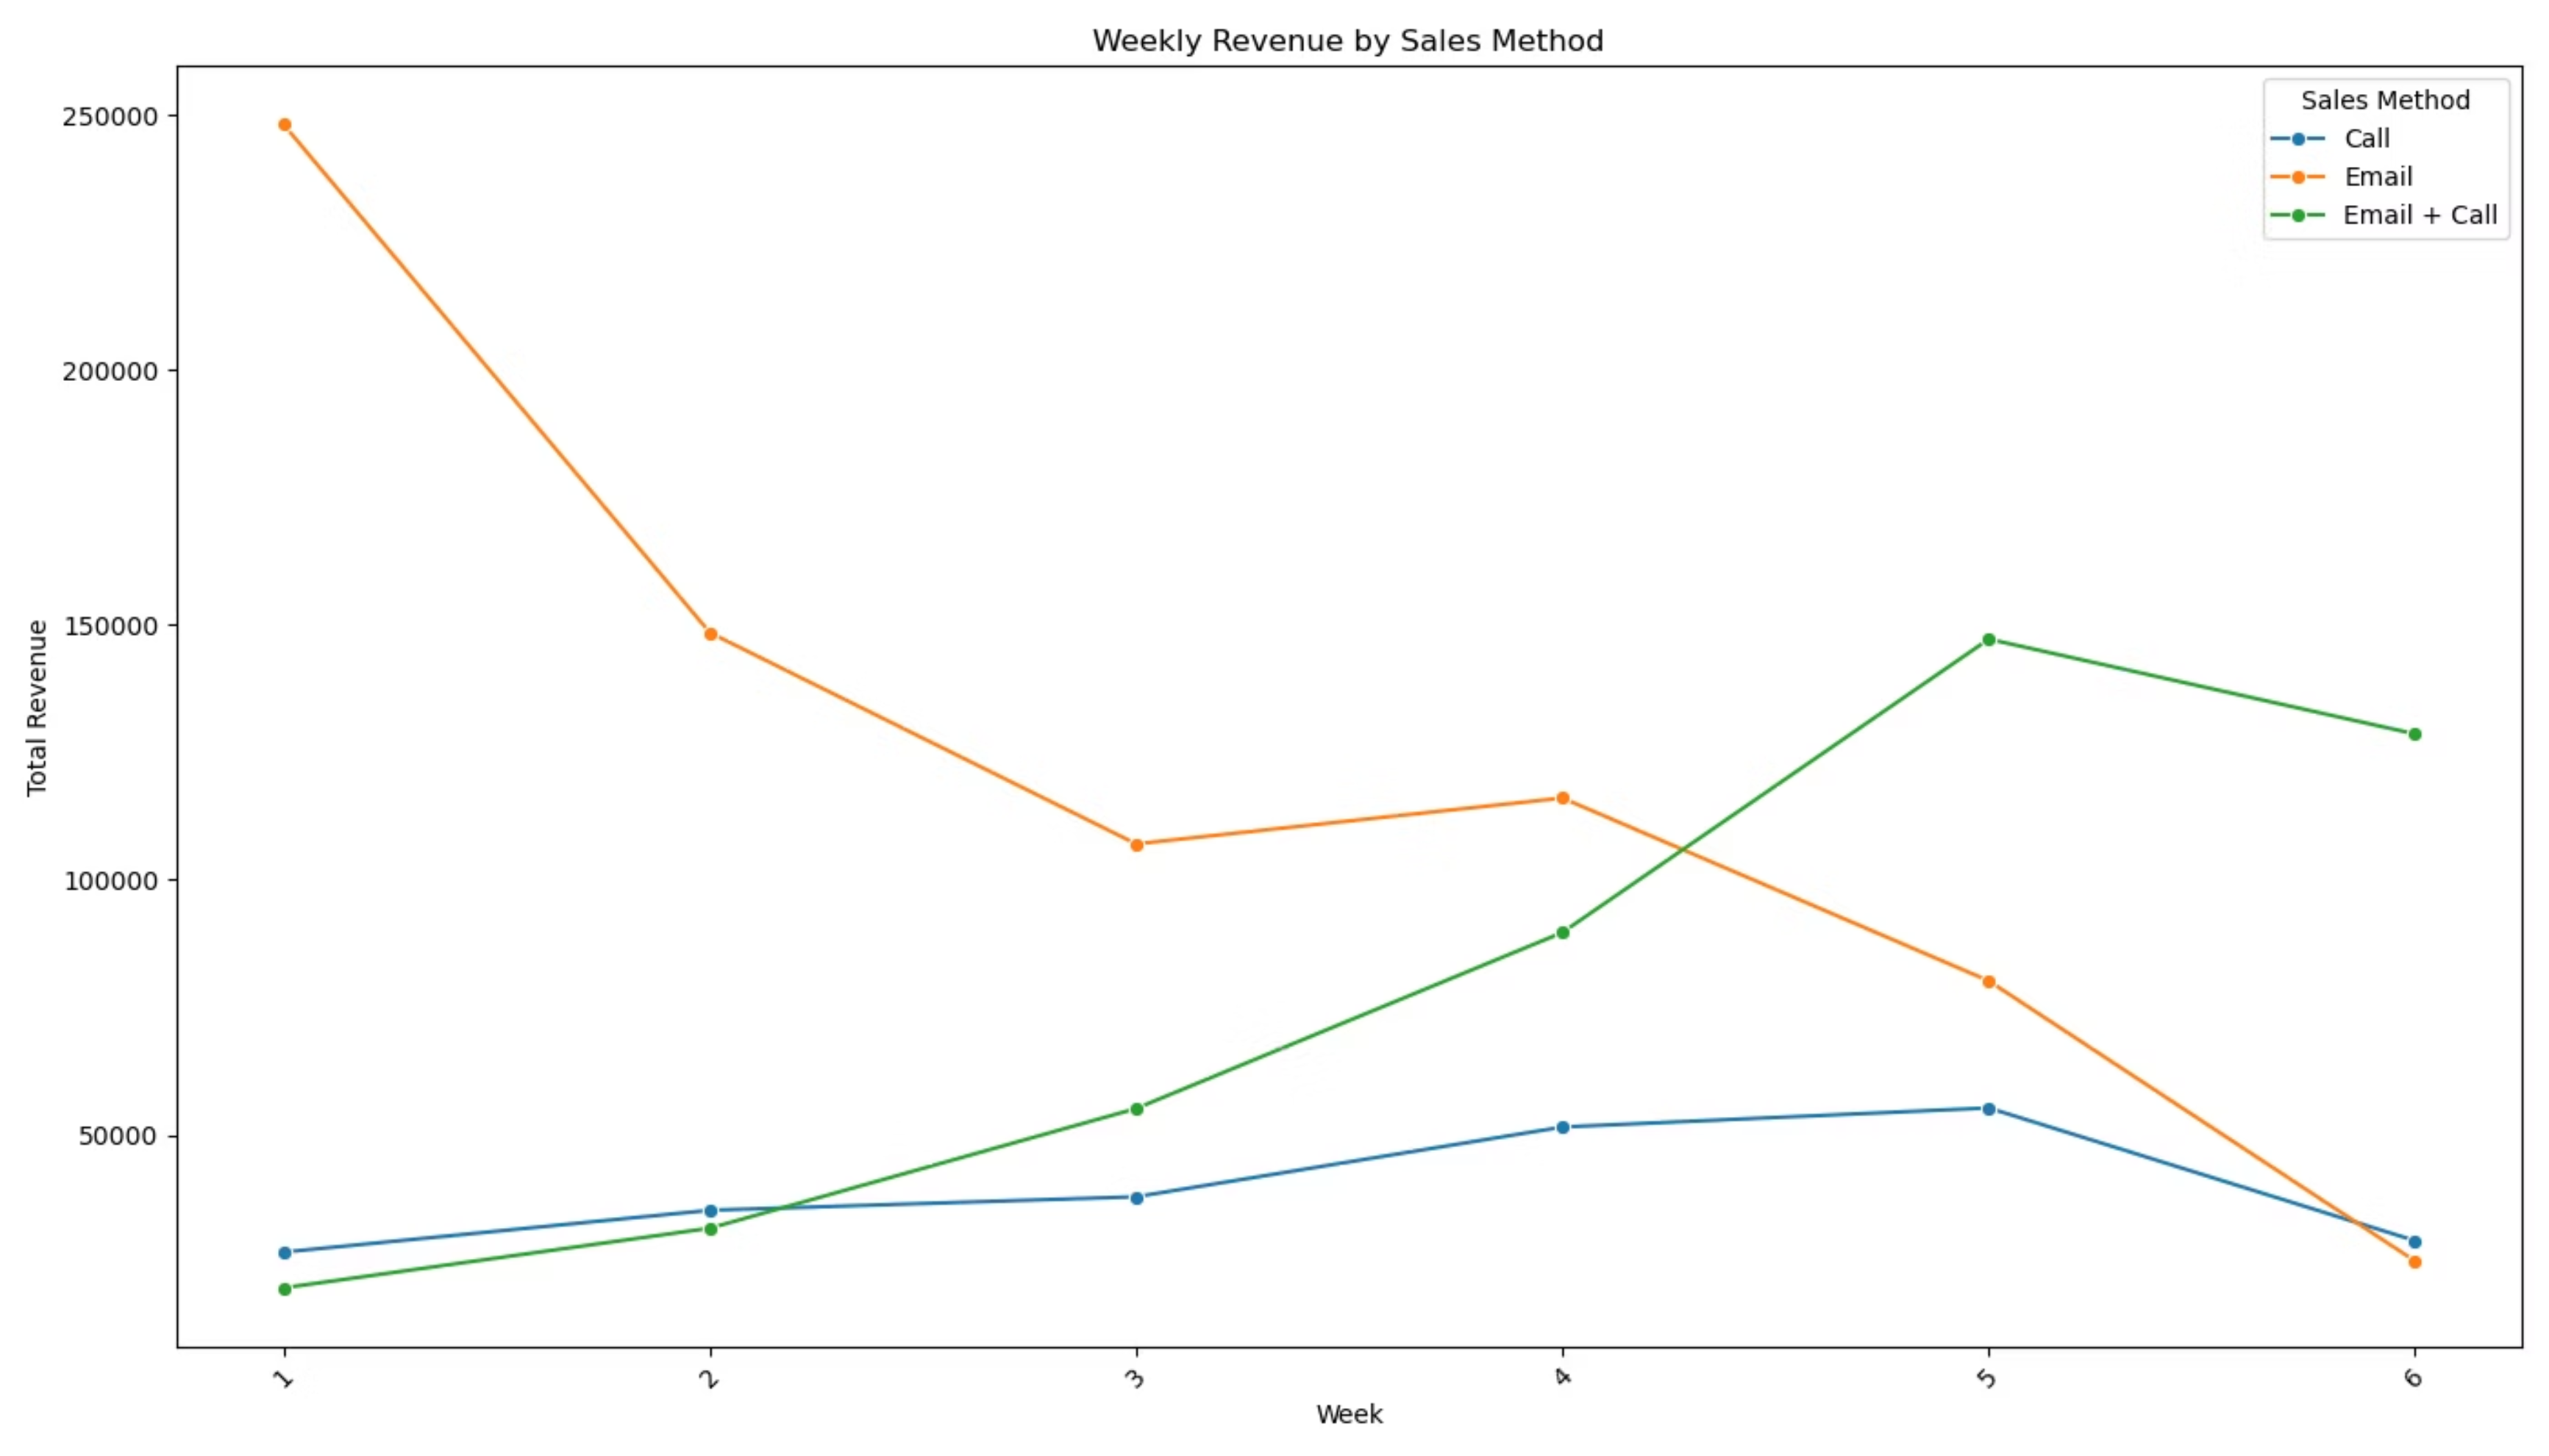 Weekly Revenue by Sales Method
250000
200000
150000
100000
50000
Total Revenue
Sales Method
Call
Email
Email + Call
1
2
3
4
5
6
Week